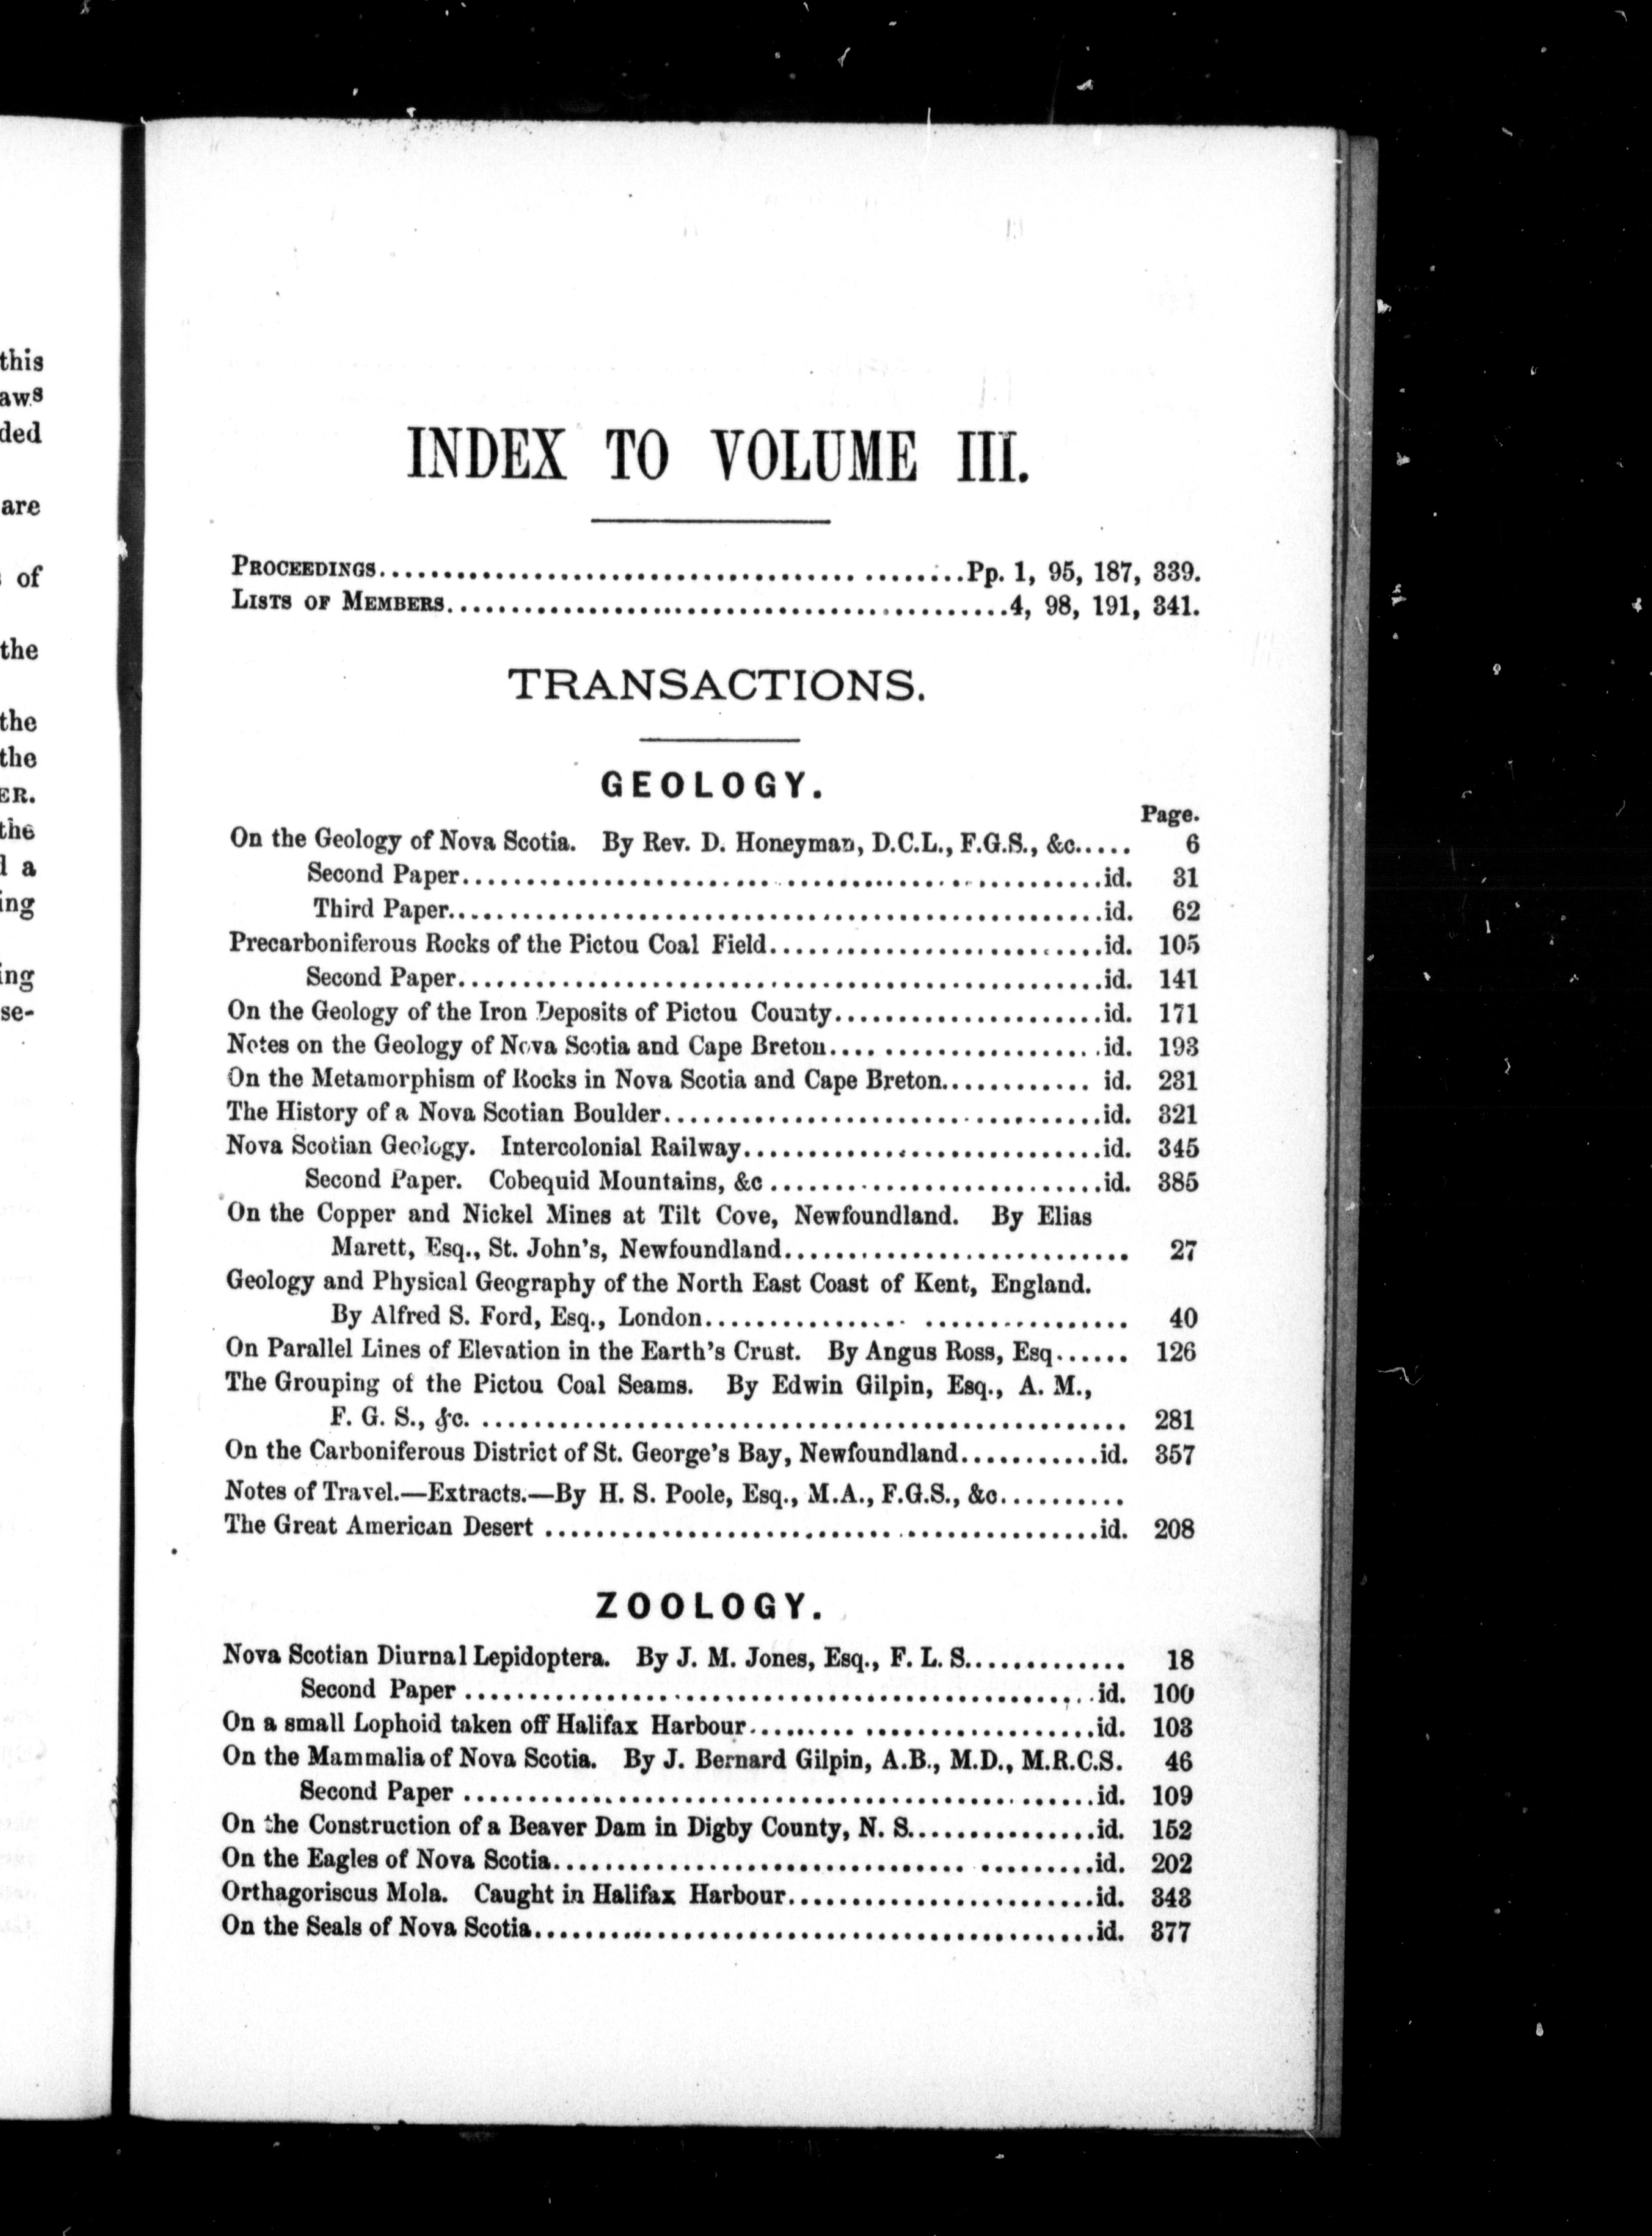 this
aws
ded
are
of
the
the
the
ER.
the
a
ing
ing
se-
INDEX TO VOLUME III.
PROCEEDINGS.......................................Pp. 1, 95, 187, 339.
LISTS OF MEMBERS.......................................4, 98, 191, 341.
TRANSACTIONS.
GEOLOGY.
Page.
On the Geology of Nova Scotia. By Rev. D. Honeyman, D.C.L., F.G.S., &c..... 6
Second Paper.......................................id. 31
Third Paper.......................................id. 62
Precarboniferous Rocks of the Pictou Coal Field..........................id. 105
Second Paper.......................................id. 141
On the Geology of the Iron Deposits of Pictou County.....................id. 171
Notes on the Geology of Nova Scotia and Cape Breton.....................id. 193
On the Metamorphism of Rocks in Nova Scotia and Cape Breton............ id. 231
The History of a Nova Scotian Boulder..................................id. 321
Nova Scotian Geology. Intercolonial Railway............................id. 345
Second Paper. Cobequid Mountains, &c ..........................id. 385
On the Copper and Nickel Mines at Tilt Cove, Newfoundland. By Elias
Marett, Esq., St. John's, Newfoundland........................... 27
Geology and Physical Geography of the North East Coast of Kent, England.
By Alfred S. Ford, Esq., London................................ 40
On Parallel Lines of Elevation in the Earth's Crust. By Angus Ross, Esq...... 126
The Grouping of the Pictou Coal Seams. By Edwin Gilpin, Esq., A. M.,
F. G. S., &c. .................................................. 281
On the Carboniferous District of St. George's Bay, Newfoundland...........id. 357
Notes of Travel.—Extracts.—By H. S. Poole, Esq., M.A., F.G.S., &c..........
The Great American Desert ...........................................id. 208
ZOOLOGY.
Nova Scotian Diurnal Lepidoptera. By J. M. Jones, Esq., F. L. S............. 18
Second Paper .................................................id. 100
On a small Lophoid taken off Halifax Harbour...........................id. 103
On the Mammalia of Nova Scotia. By J. Bernard Gilpin, A.B., M.D., M.R.C.S. 46
Second Paper .................................................id. 109
On the Construction of a Beaver Dam in Digby County, N. S...............id. 152
On the Eagles of Nova Scotia..........................................id. 202
Orthagoriscus Mola. Caught in Halifax Harbour........................id. 343
On the Seals of Nova Scotia............................................id. 377